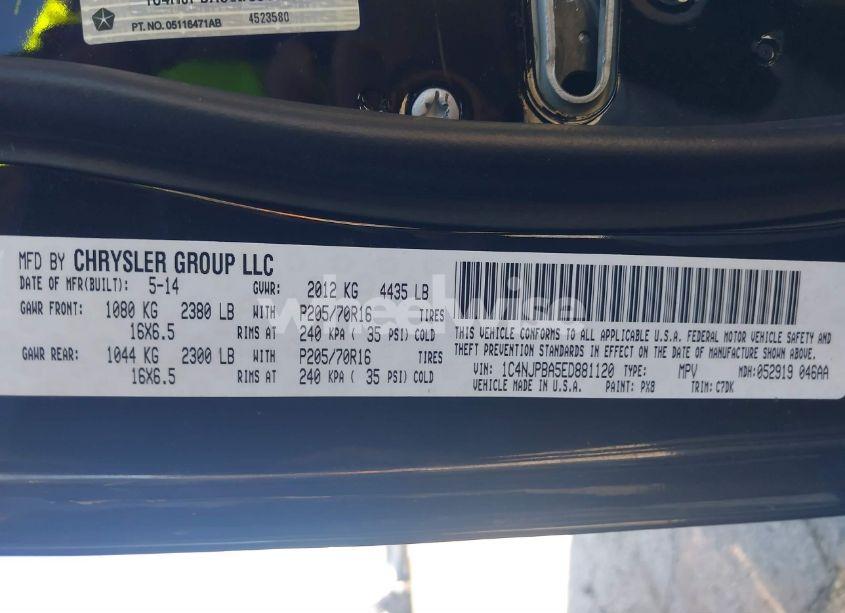 PT. NO. 05116471AB 4523580
MFD BY CHRYSLER GROUP LLC
DATE OF MFR(BUILT): 5-14 GVWR: 2012 KG 4435 LB
GAWR FRONT: 1080 KG 2380 LB WITH P205/70R16 TIRES
16X6.5 RIMS AT 240 KPA ( 35 PSI) COLD
GAWR REAR: 1044 KG 2300 LB WITH P205/70R16 TIRES
16X6.5 RIMS AT 240 KPA ( 35 PSI) COLD
THIS VEHICLE CONFORMS TO ALL APPLICABLE U.S.A. FEDERAL MOTOR VEHICLE SAFETY AND
THEFT PREVENTION STANDARDS IN EFFECT ON THE DATE OF MANUFACTURE SHOWN ABOVE.
VIN: 1C4NJPBA5ED881120 TYPE: MPV MDH:052919 046AA
VEHICLE MADE IN U.S.A. PAINT: PX8 TRIM: C7DK
wheelwise